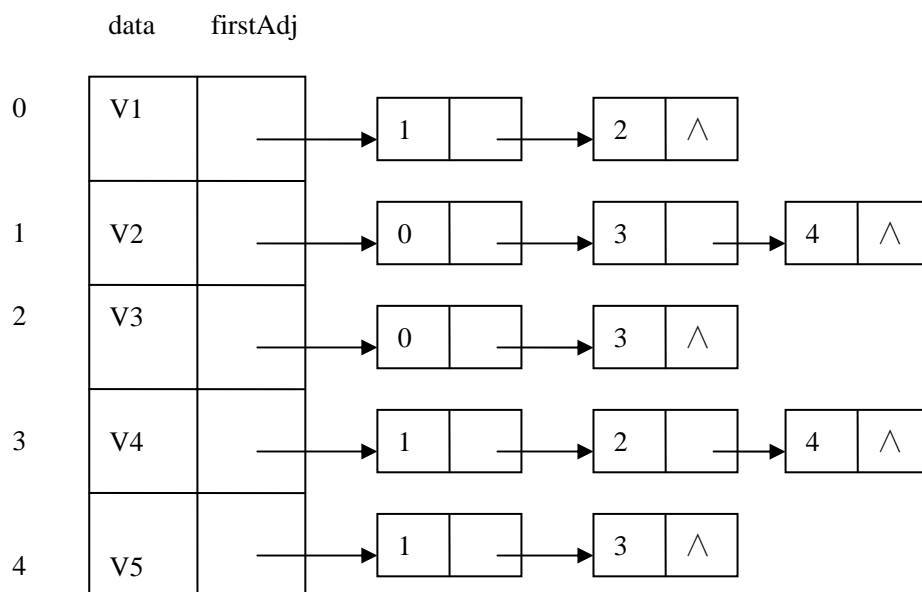 data firstAdj
0 V1 1 2 ∧
1 V2 0 3 4 ∧
2 V3 0 3 ∧
3 V4 1 2 4 ∧
4 V5 1 3 ∧